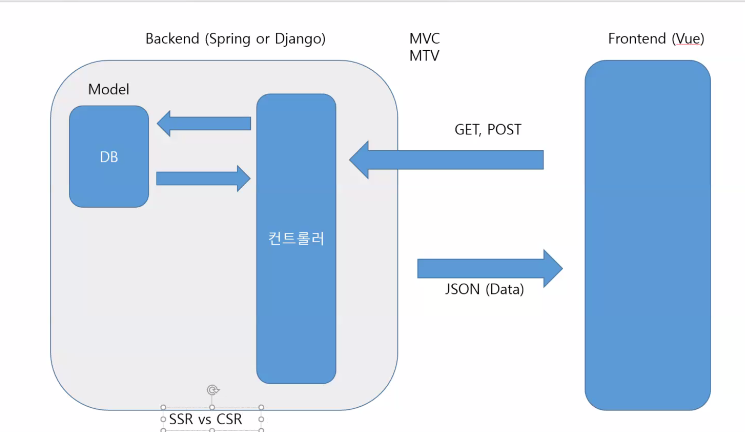 Backend (Spring or Django)
MVC
MTV
Frontend (Vue)
Model
DB
GET, POST
컨트롤러
JSON (Data)
SSR vs CSR